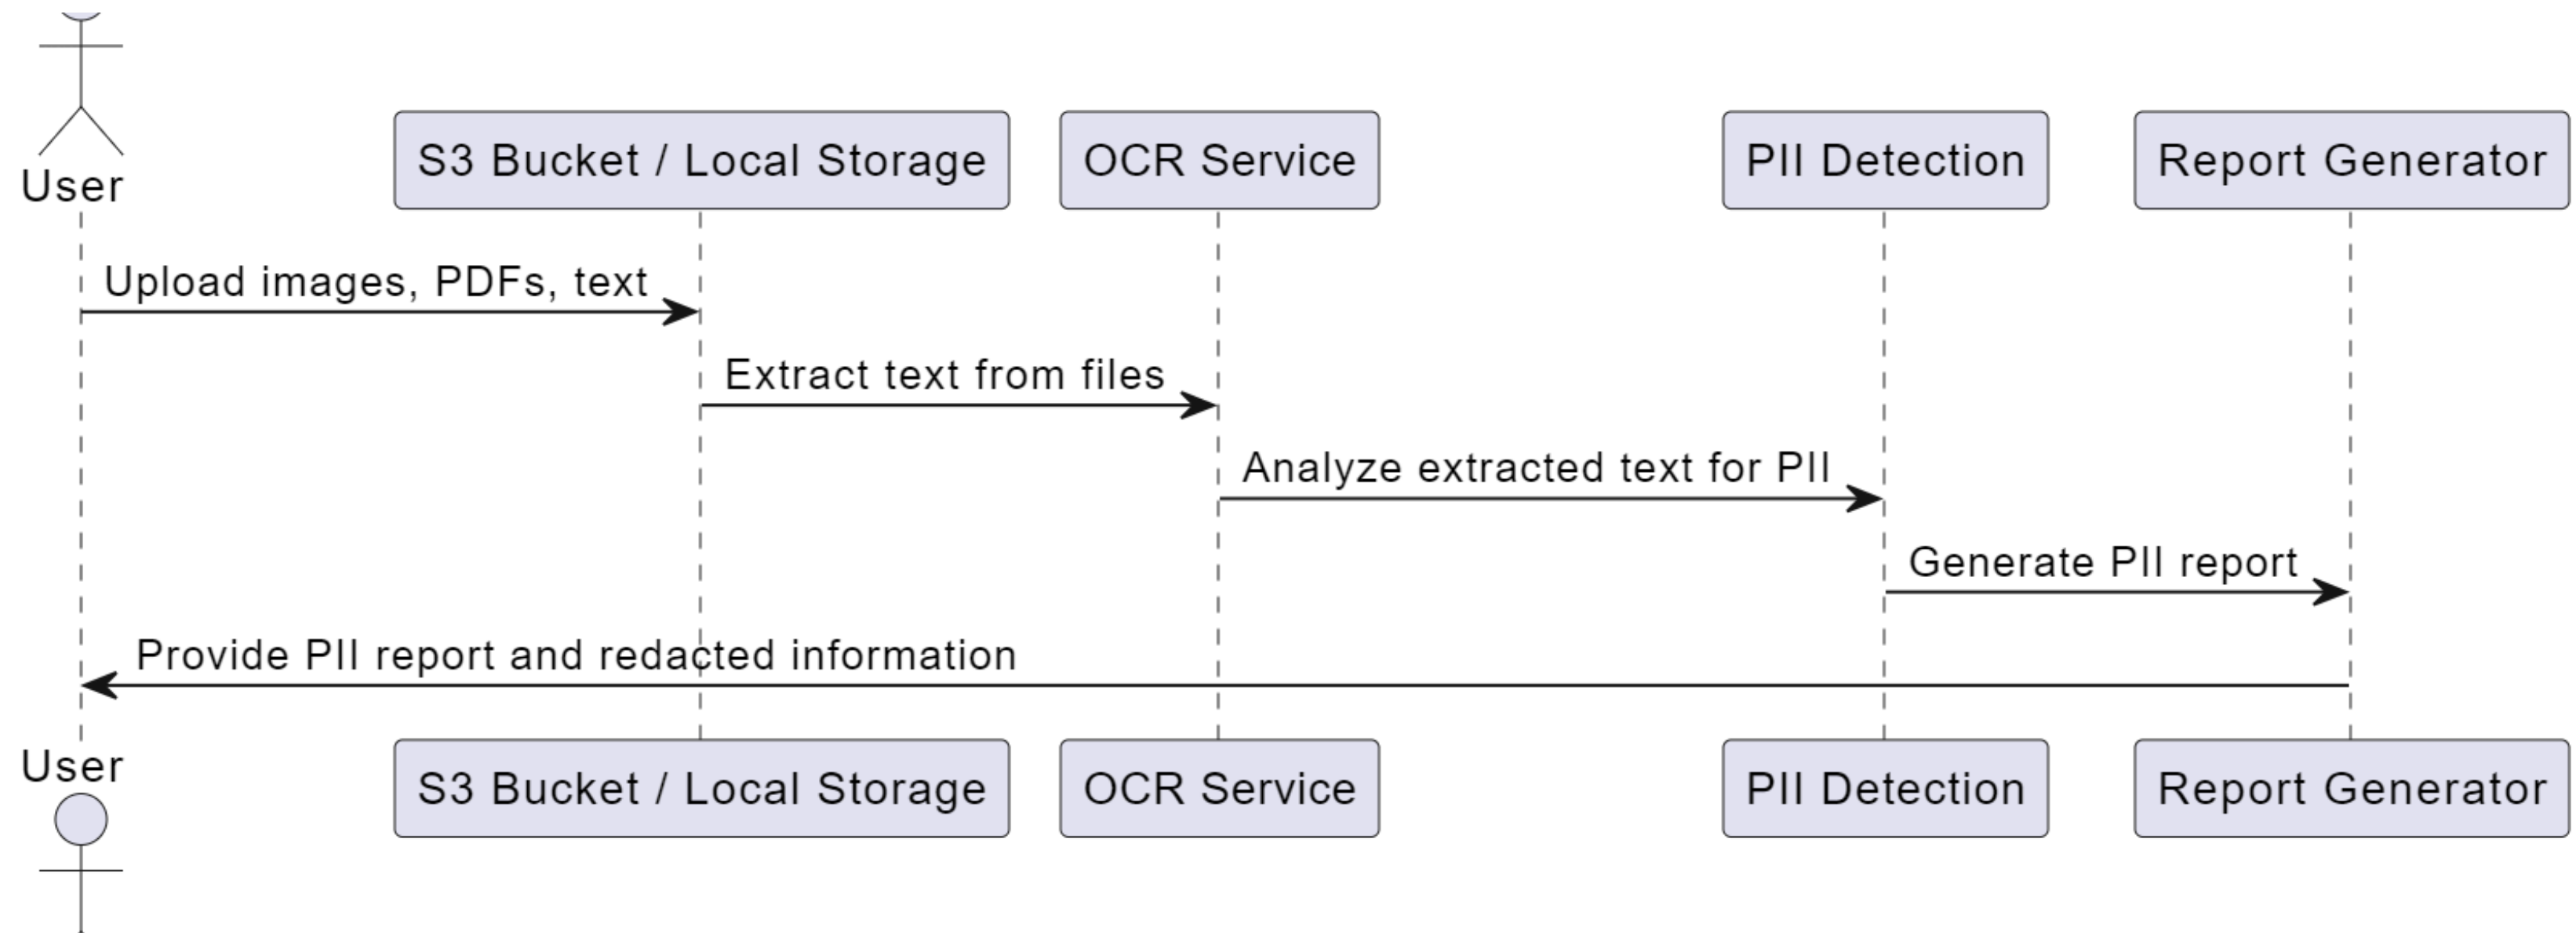 User
S3 Bucket / Local Storage
OCR Service
PII Detection
Report Generator
Upload images, PDFs, text
Extract text from files
Analyze extracted text for PII
Generate PII report
Provide PII report and redacted information
User
S3 Bucket / Local Storage
OCR Service
PII Detection
Report Generator